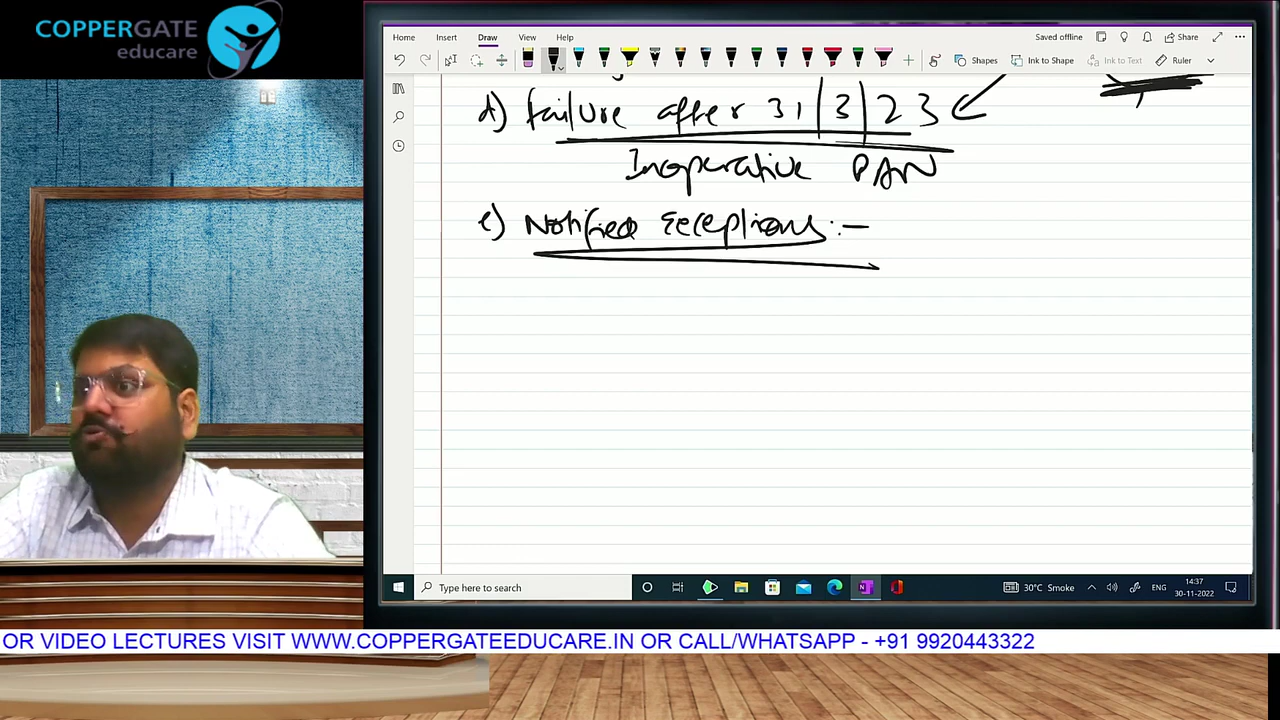 COPPERGATE
educare
Home Insert Draw View Help
Saved offline
Share
Shapes
Ink to Shape
Ink to Text
Ruler
d) failure after 31|3|23
Inoperative PAN
e) Notified exceptions :-
Type here to search
30°C Smoke
ENG
14:37
30-11-2022
OR VIDEO LECTURES VISIT WWW.COPPERGATEEDUCARE.IN OR CALL/WHATSAPP - +91 9920443322